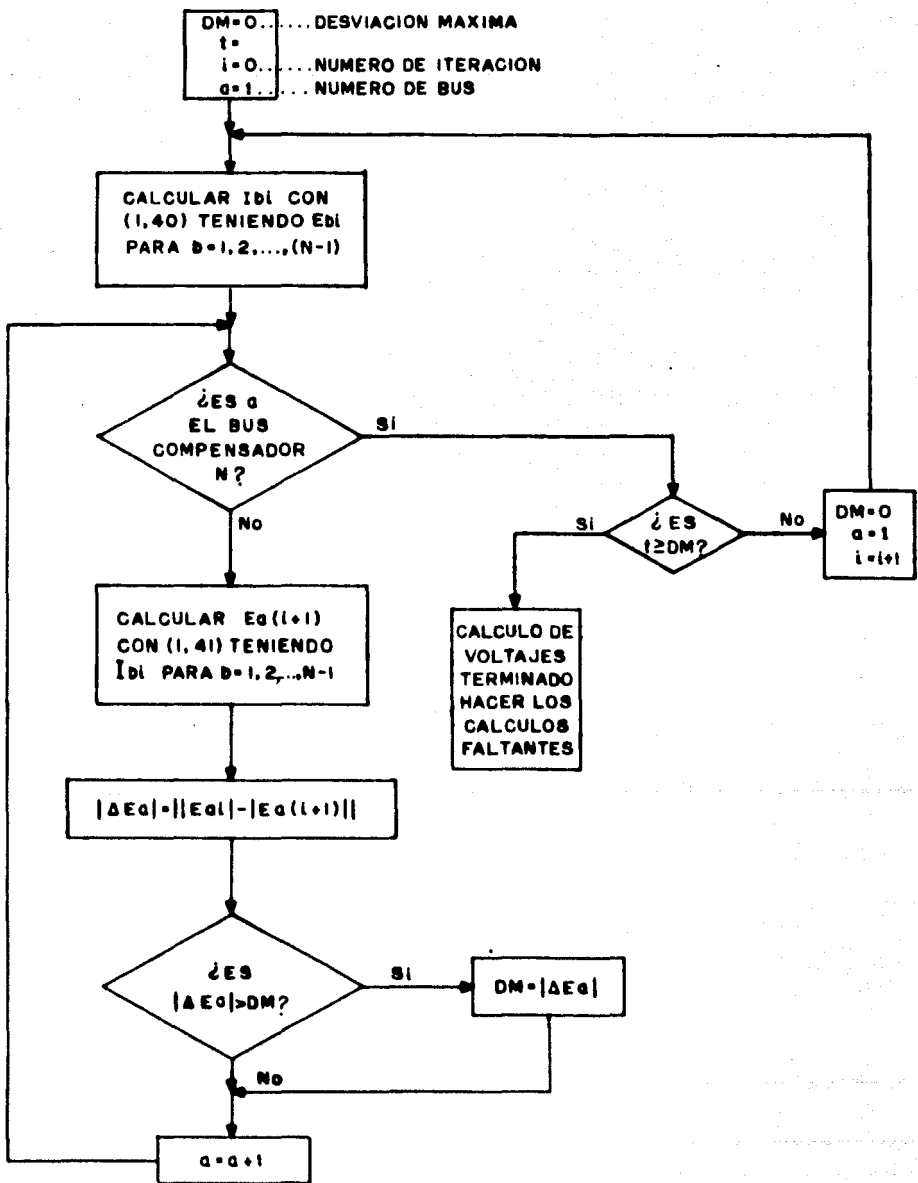 DM=0......DESVIACION MAXIMA
t=
i=0......NUMERO DE ITERACION
a=1.....NUMERO DE BUS
CALCULAR Ibi CON
(1,40) TENIENDO Ebi
PARA b=1,2,...,(N-1)
¿ES a
EL BUS
COMPENSADOR
N?
Sí
No
¿ES
t≥DM?
Si
No
DM=0
a=1
i=i+1
CALCULAR Ea(i+1)
CON (1,41) TENIENDO
Ibi PARA b=1,2,..,N-1
CALCULO DE
VOLTAJES
TERMINADO
HACER LOS
CALCULOS
FALTANTES
|ΔEa|=||Eai|-|Ea(i+1)||
¿ES
|ΔEa|>DM?
Sí
DM=|ΔEa|
No
a=a+1